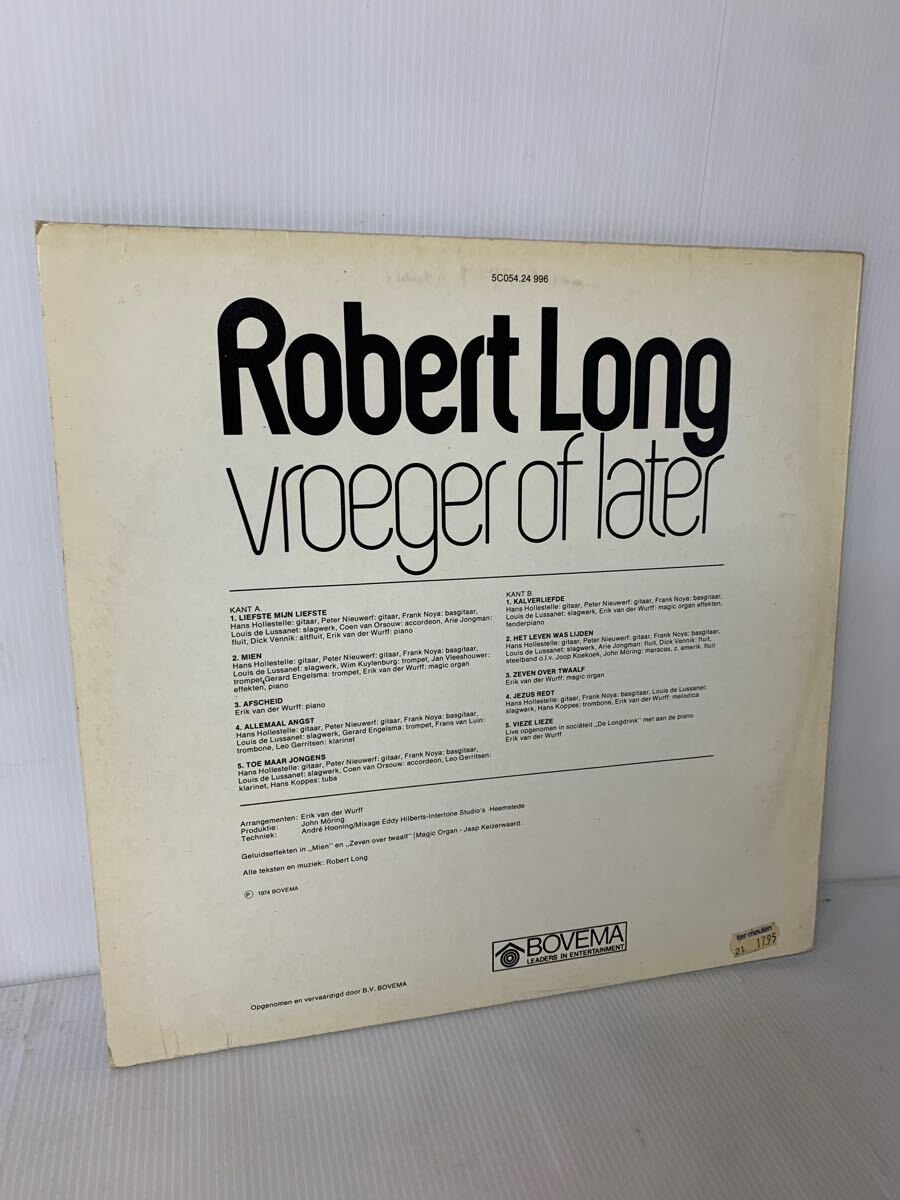 5C054.24 996
Robert Long
vroeger of later
KANT A.
1. LIEFSTE MIJN LIEFSTE
Hans Hollestelle: gitaar, Peter Nieuwerf: gitaar, Frank Noya: basgitaar,
Louis de Lussanet: slagwerk, Coen van Orsouw: accordeon, Arie Jongman:
fluit, Dick Vennik: altfluit, Erik van der Wurff: piano
2. MIEN
Hans Hollestelle: gitaar, Peter Nieuwerf: gitaar, Frank Noya: basgitaar,
Louis de Lussanet: slagwerk, Wim Kuylenburg: trompet, Jan Vleeshouwer:
trompet, Gerard Engelsma: trompet, Erik van der Wurff: magic organ
effekten, piano
3. AFSCHEID
Erik van der Wurff: piano
4. ALLEMAAL ANGST
Hans Hollestelle: gitaar, Peter Nieuwerf: gitaar, Frank Noya: basgitaar,
Louis de Lussanet: slagwerk, Gerard Engelsma: trompet, Frans van Luin:
trombone, Leo Gerritsen: klarinet
5. TOE MAAR JONGENS
Hans Hollestelle: gitaar, Peter Nieuwerf: gitaar, Frank Noya: basgitaar,
Louis de Lussanet: slagwerk, Coen van Orsouw: accordeon, Leo Gerritsen:
klarinet, Hans Koppes: tuba
KANT B.
1. KALVERLIEFDE
Hans Hollestelle: gitaar, Peter Nieuwerf: gitaar, Frank Noya: basgitaar,
Louis de Lussanet: slagwerk, Erik van der Wurff: magic organ effekten,
fenderpiano
2. HET LEVEN WAS LIJDEN
Hans Hollestelle: gitaar, Peter Nieuwerf: gitaar, Frank Noya: basgitaar,
Louis de Lussanet: slagwerk, Arie Jongman: fluit, Dick Vennik: fluit,
steelband o.l.v. Joop Koekoek, John Möring: maracas, z. amerik. fluit
3. ZEVEN OVER TWAALF
Erik van der Wurff: magic organ
4. JEZUS REDT
Hans Hollestelle: gitaar, Frank Noya: basgitaar, Louis de Lussanet:
slagwerk, Hans Koppes: trombone, Erik van der Wurff: melodica
5. VIEZE LIEZE
Live opgenomen in sociëteit „De Longdrink" met aan de piano
Erik van der Wurff
Arrangementen: Erik van der Wurff
Produktie: John Möring
Techniek: André Hooning/Mixage Eddy Hilberts-Intertone Studio's Heemstede
Geluidseffekten in „Mien" en „Zeven over twaalf":{Magic Organ - Jaap Keizerwaard.
Alle teksten en muziek: Robert Long
℗ 1974 BOVEMA
BOVEMA
LEADERS IN ENTERTAINMENT
ter meulen
21 17.95
Opgenomen en vervaardigd door B.V. BOVEMA